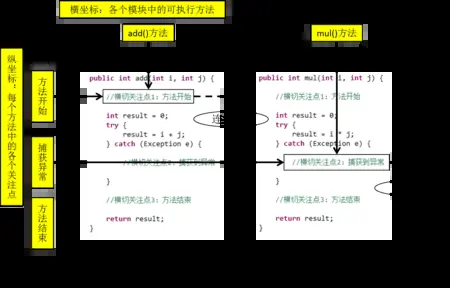 横坐标：各个模块中的可执行方法
add()方法
mul()方法
纵坐标：每个方法中的各个关注点
方法开始
捕获异常
方法结束
public int add(int i, int j) {
//横切关注点1：方法开始
int result = 0;
try {
result = i + j;
} catch (Exception e) {
//横切关注点2：捕获到异常
}
//横切关注点3：方法结束
return result;
}
连
public int mul(int i, int j) {
//横切关注点1：方法开始
int result = 0;
try {
result = i * j;
} catch (Exception e) {
//横切关注点2：捕获到异常
}
//横切关注点3：方法结束
return result;
}